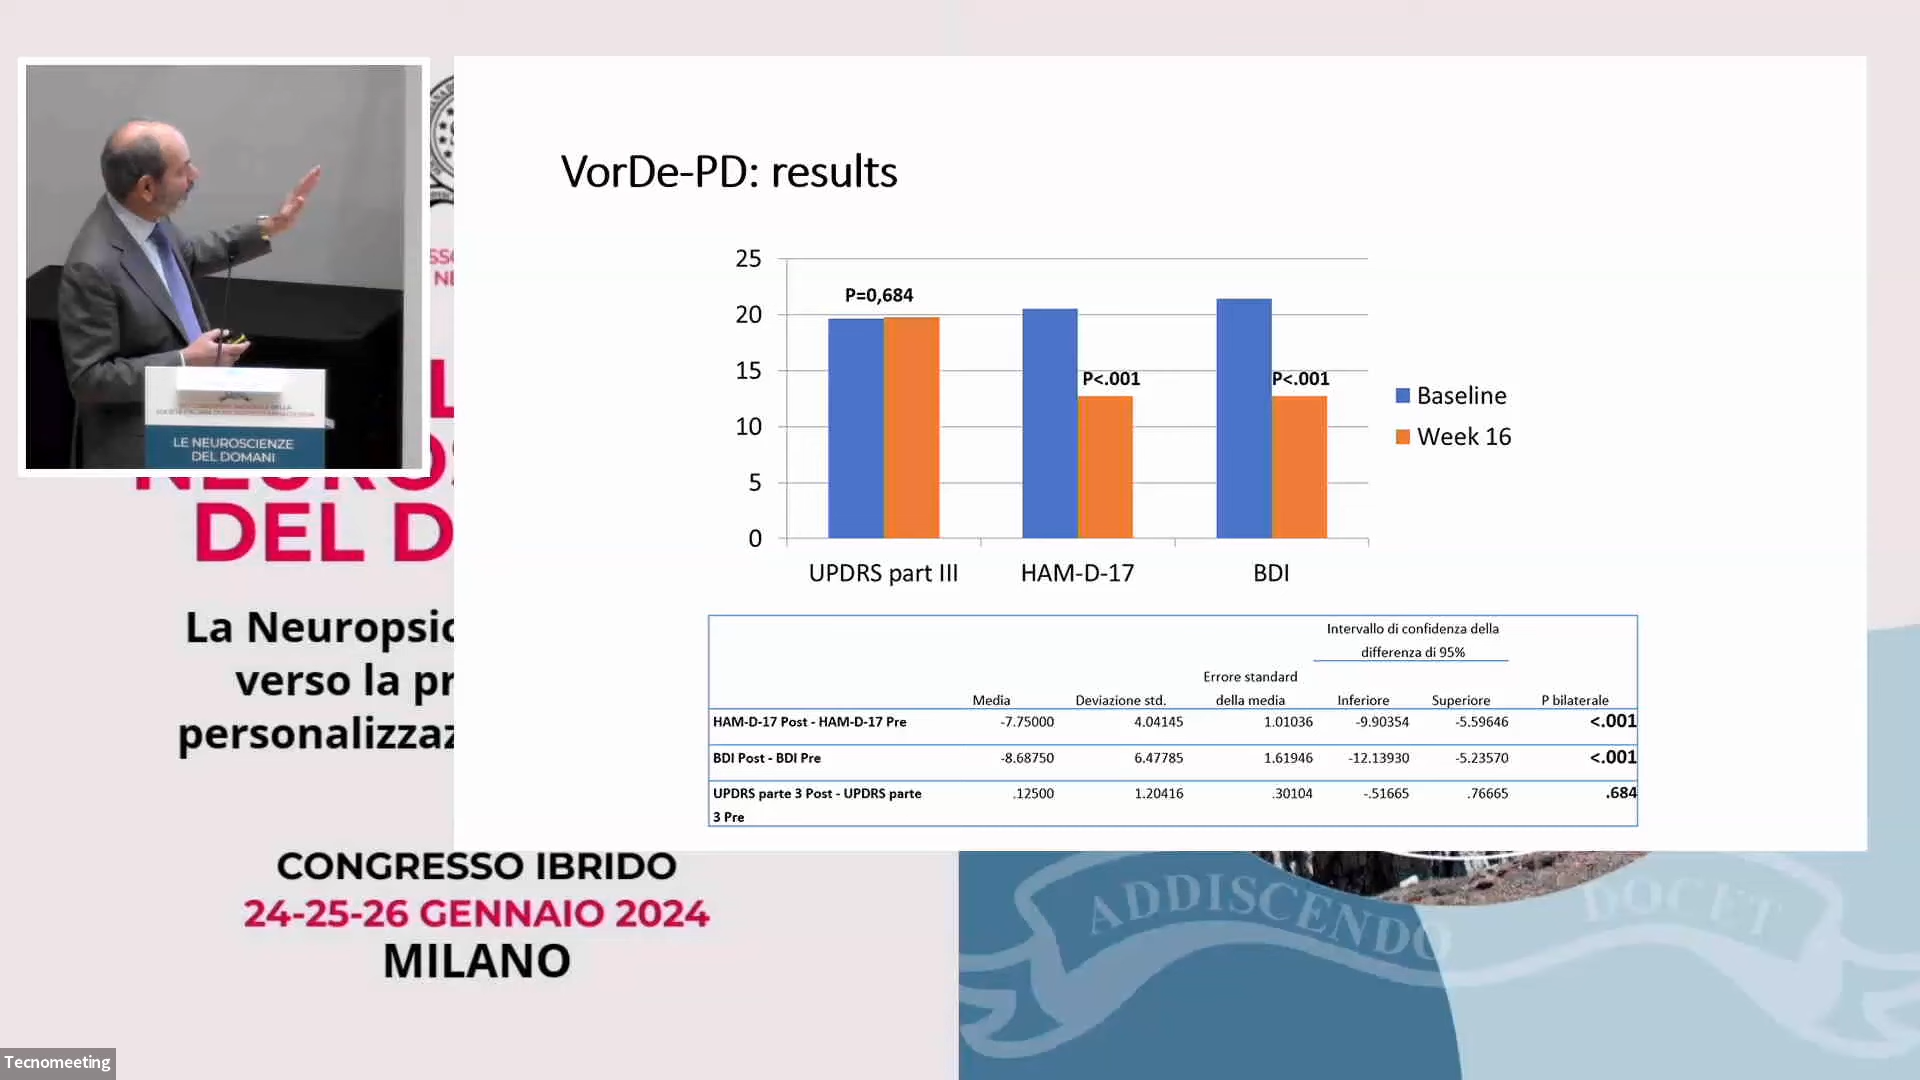 VorDe-PD: results
25
20
15
10
5
0
P=0,684
P<.001
P<.001
Baseline
Week 16
UPDRS part III
HAM-D-17
BDI
Intervallo di confidenza della
differenza di 95%
Errore standard
Media Deviazione std. della media Inferiore Superiore P bilaterale
HAM-D-17 Post - HAM-D-17 Pre -7.75000 4.04145 1.01036 -9.90354 -5.59646 <.001
BDI Post - BDI Pre -8.68750 6.47785 1.61946 -12.13930 -5.23570 <.001
UPDRS parte 3 Post - UPDRS parte .12500 1.20416 .30104 -.51665 .76665 .684
3 Pre
LE NEUROSCIENZE
DEL DOMANI
DEL D
La Neuropsic
verso la pr
personalizzaz
CONGRESSO IBRIDO
24-25-26 GENNAIO 2024
MILANO
ADDISCENDO DOCET
Tecnomeeting